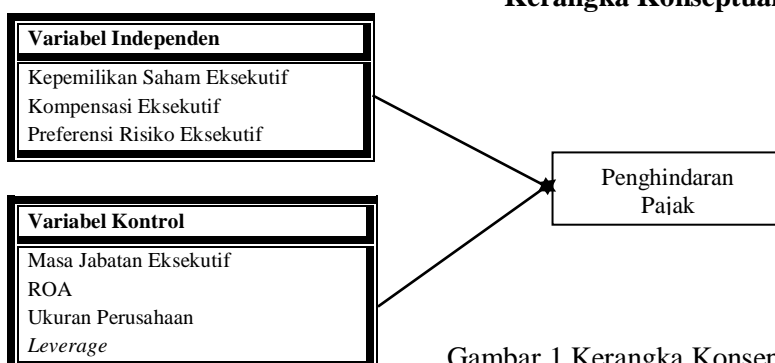 Kerangka Konseptual
Variabel Independen
Kepemilikan Saham Eksekutif
Kompensasi Eksekutif
Preferensi Risiko Eksekutif
Penghindaran
Pajak
Variabel Kontrol
Masa Jabatan Eksekutif
ROA
Ukuran Perusahaan
Leverage
Gambar 1 Kerangka